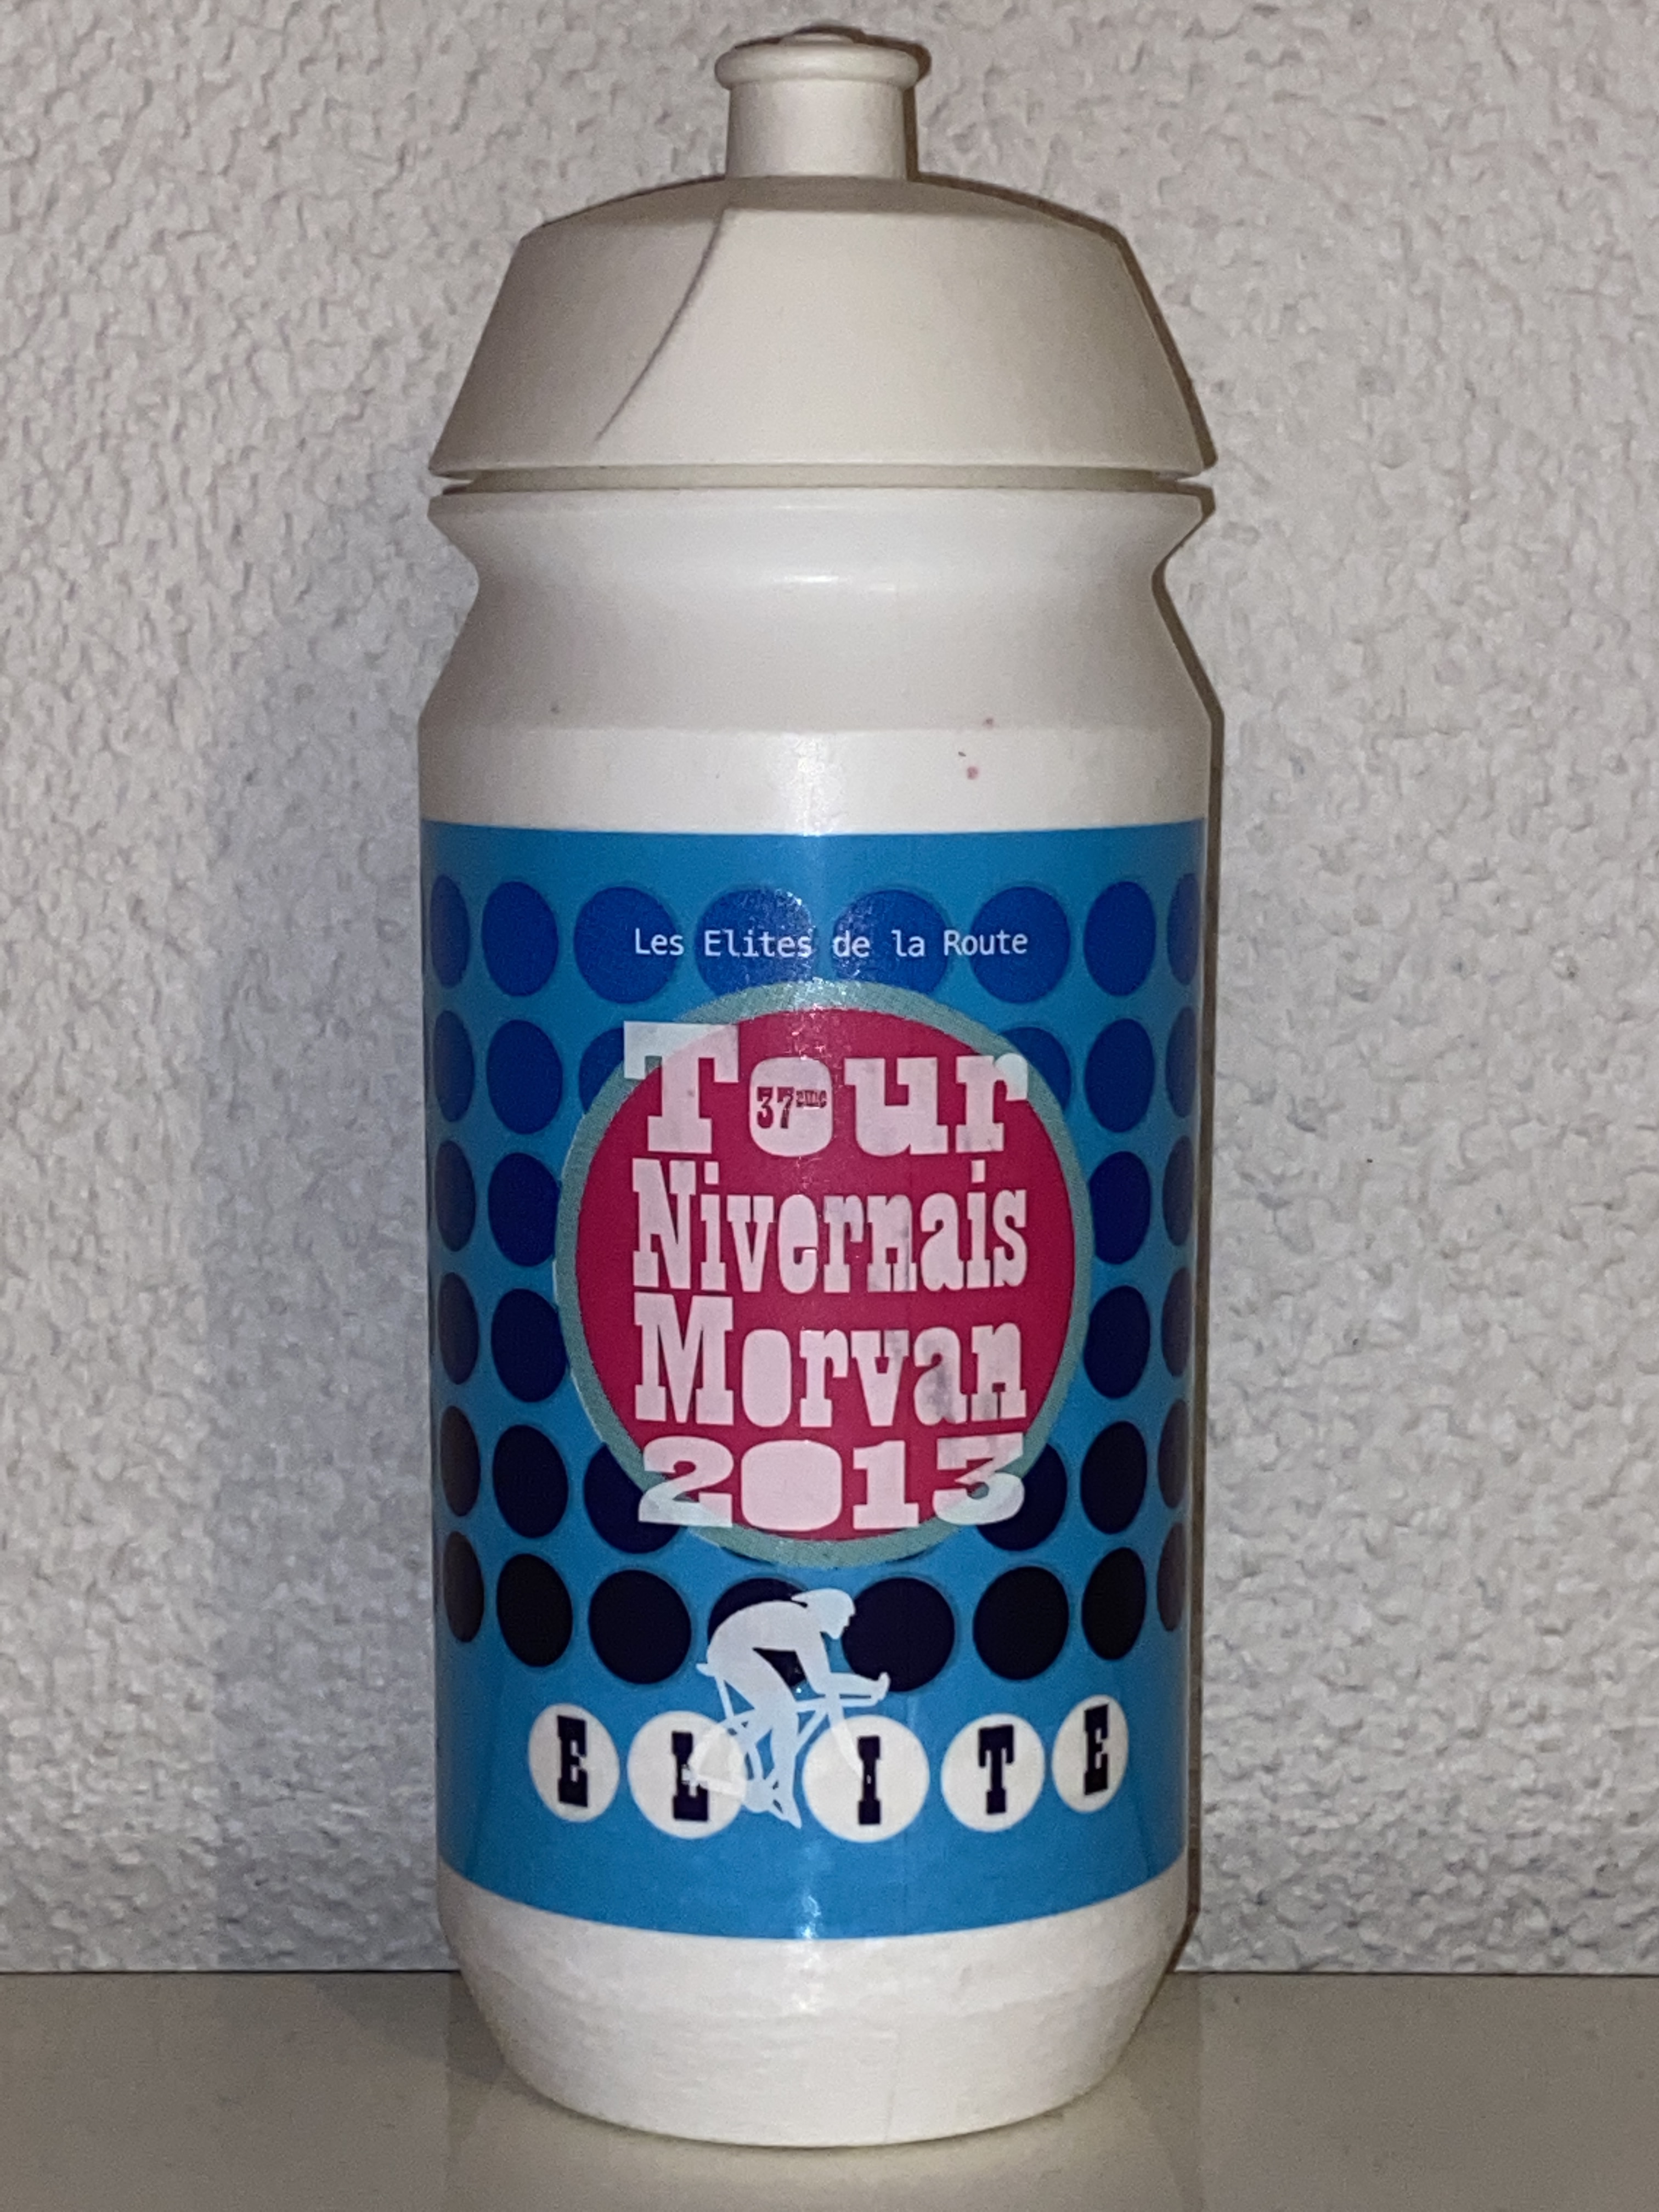 Les Elites de la Route
Tour
37ème
Nivernais
Morvan
2013
ELITE